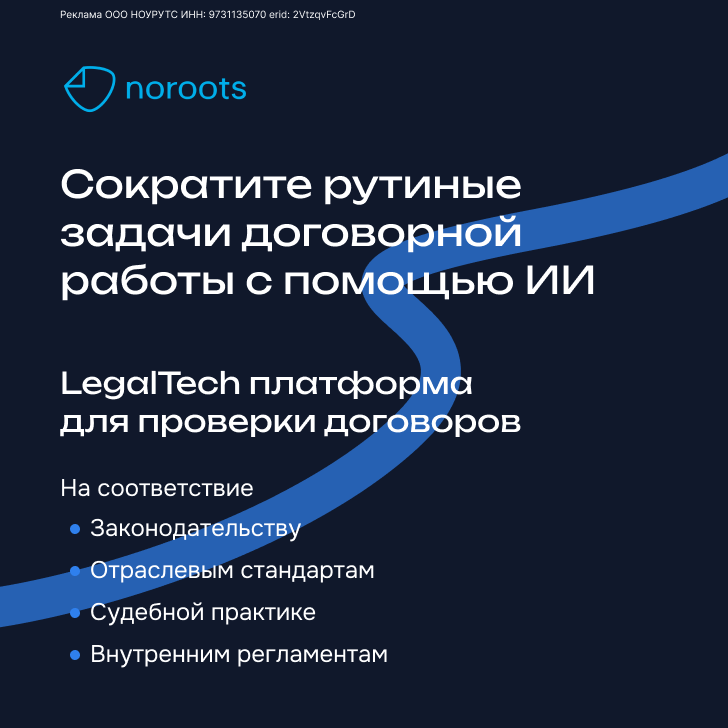 Реклама ООО НОУРУТС ИНН: 9731135070 erid: 2VtzqvFcGrD
noroots
Сократите рутиные
задачи договорной
работы с помощью ИИ
LegalTech платформа
для проверки договоров
На соответствие
Законодательству
Отраслевым стандартам
Судебной практике
Внутренним регламентам